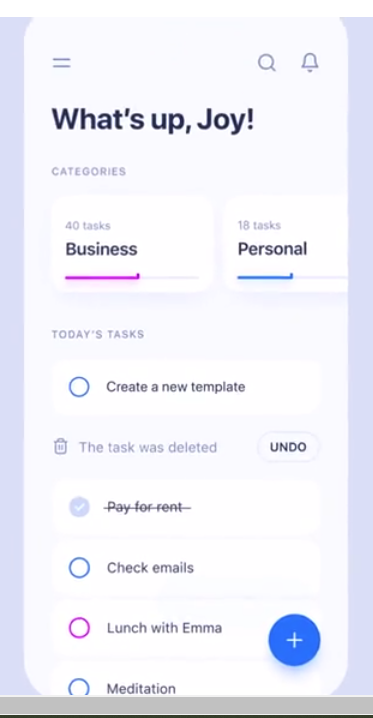 What's up, Joy!
CATEGORIES
40 tasks
Business
18 tasks
Personal
TODAY'S TASKS
Create a new template
The task was deleted
UNDO
Pay for rent
Check emails
Lunch with Emma
Meditation